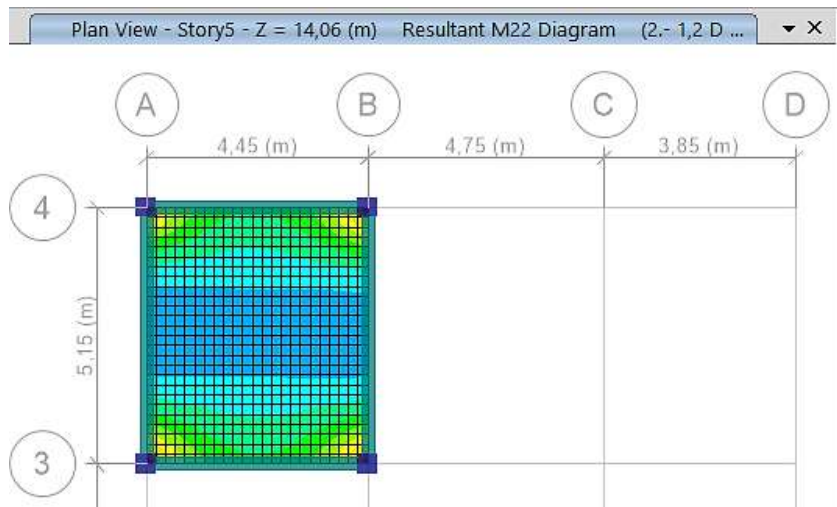 Plan View - Story5 - Z = 14,06 (m) Resultant M22 Diagram (2.- 1,2 D ...
A B C D
4,45 (m) 4,75 (m) 3,85 (m)
4
5,15 (m)
3